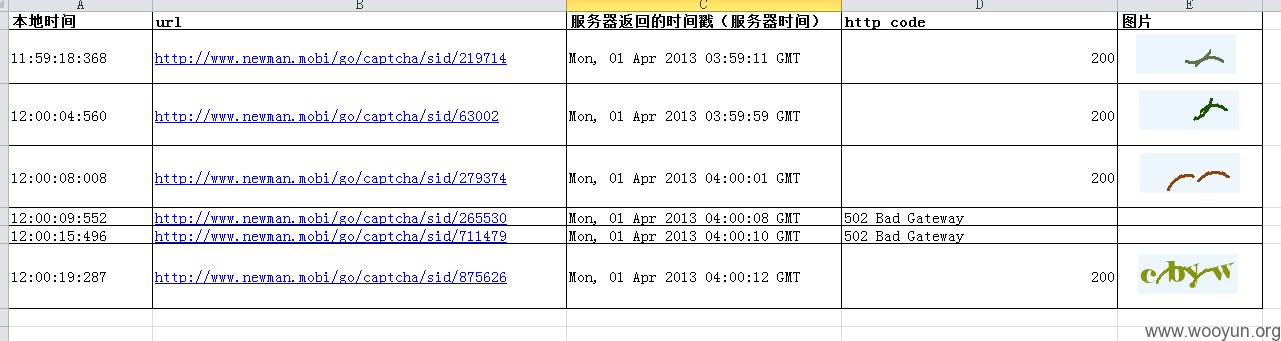 A B C D E
本地时间 url 服务器返回的时间戳（服务器时间） http code 图片
11:59:18:368 http://www.newman.mobi/go/captcha/sid/219714 Mon, 01 Apr 2013 03:59:11 GMT 200
12:00:04:560 http://www.newman.mobi/go/captcha/sid/63002 Mon, 01 Apr 2013 03:59:59 GMT 200
12:00:08:008 http://www.newman.mobi/go/captcha/sid/279374 Mon, 01 Apr 2013 04:00:01 GMT 200
12:00:09:552 http://www.newman.mobi/go/captcha/sid/265530 Mon, 01 Apr 2013 04:00:08 GMT 502 Bad Gateway
12:00:15:496 http://www.newman.mobi/go/captcha/sid/711479 Mon, 01 Apr 2013 04:00:10 GMT 502 Bad Gateway
12:00:19:287 http://www.newman.mobi/go/captcha/sid/875626 Mon, 01 Apr 2013 04:00:12 GMT 200 cbyw
www.wooyun.org